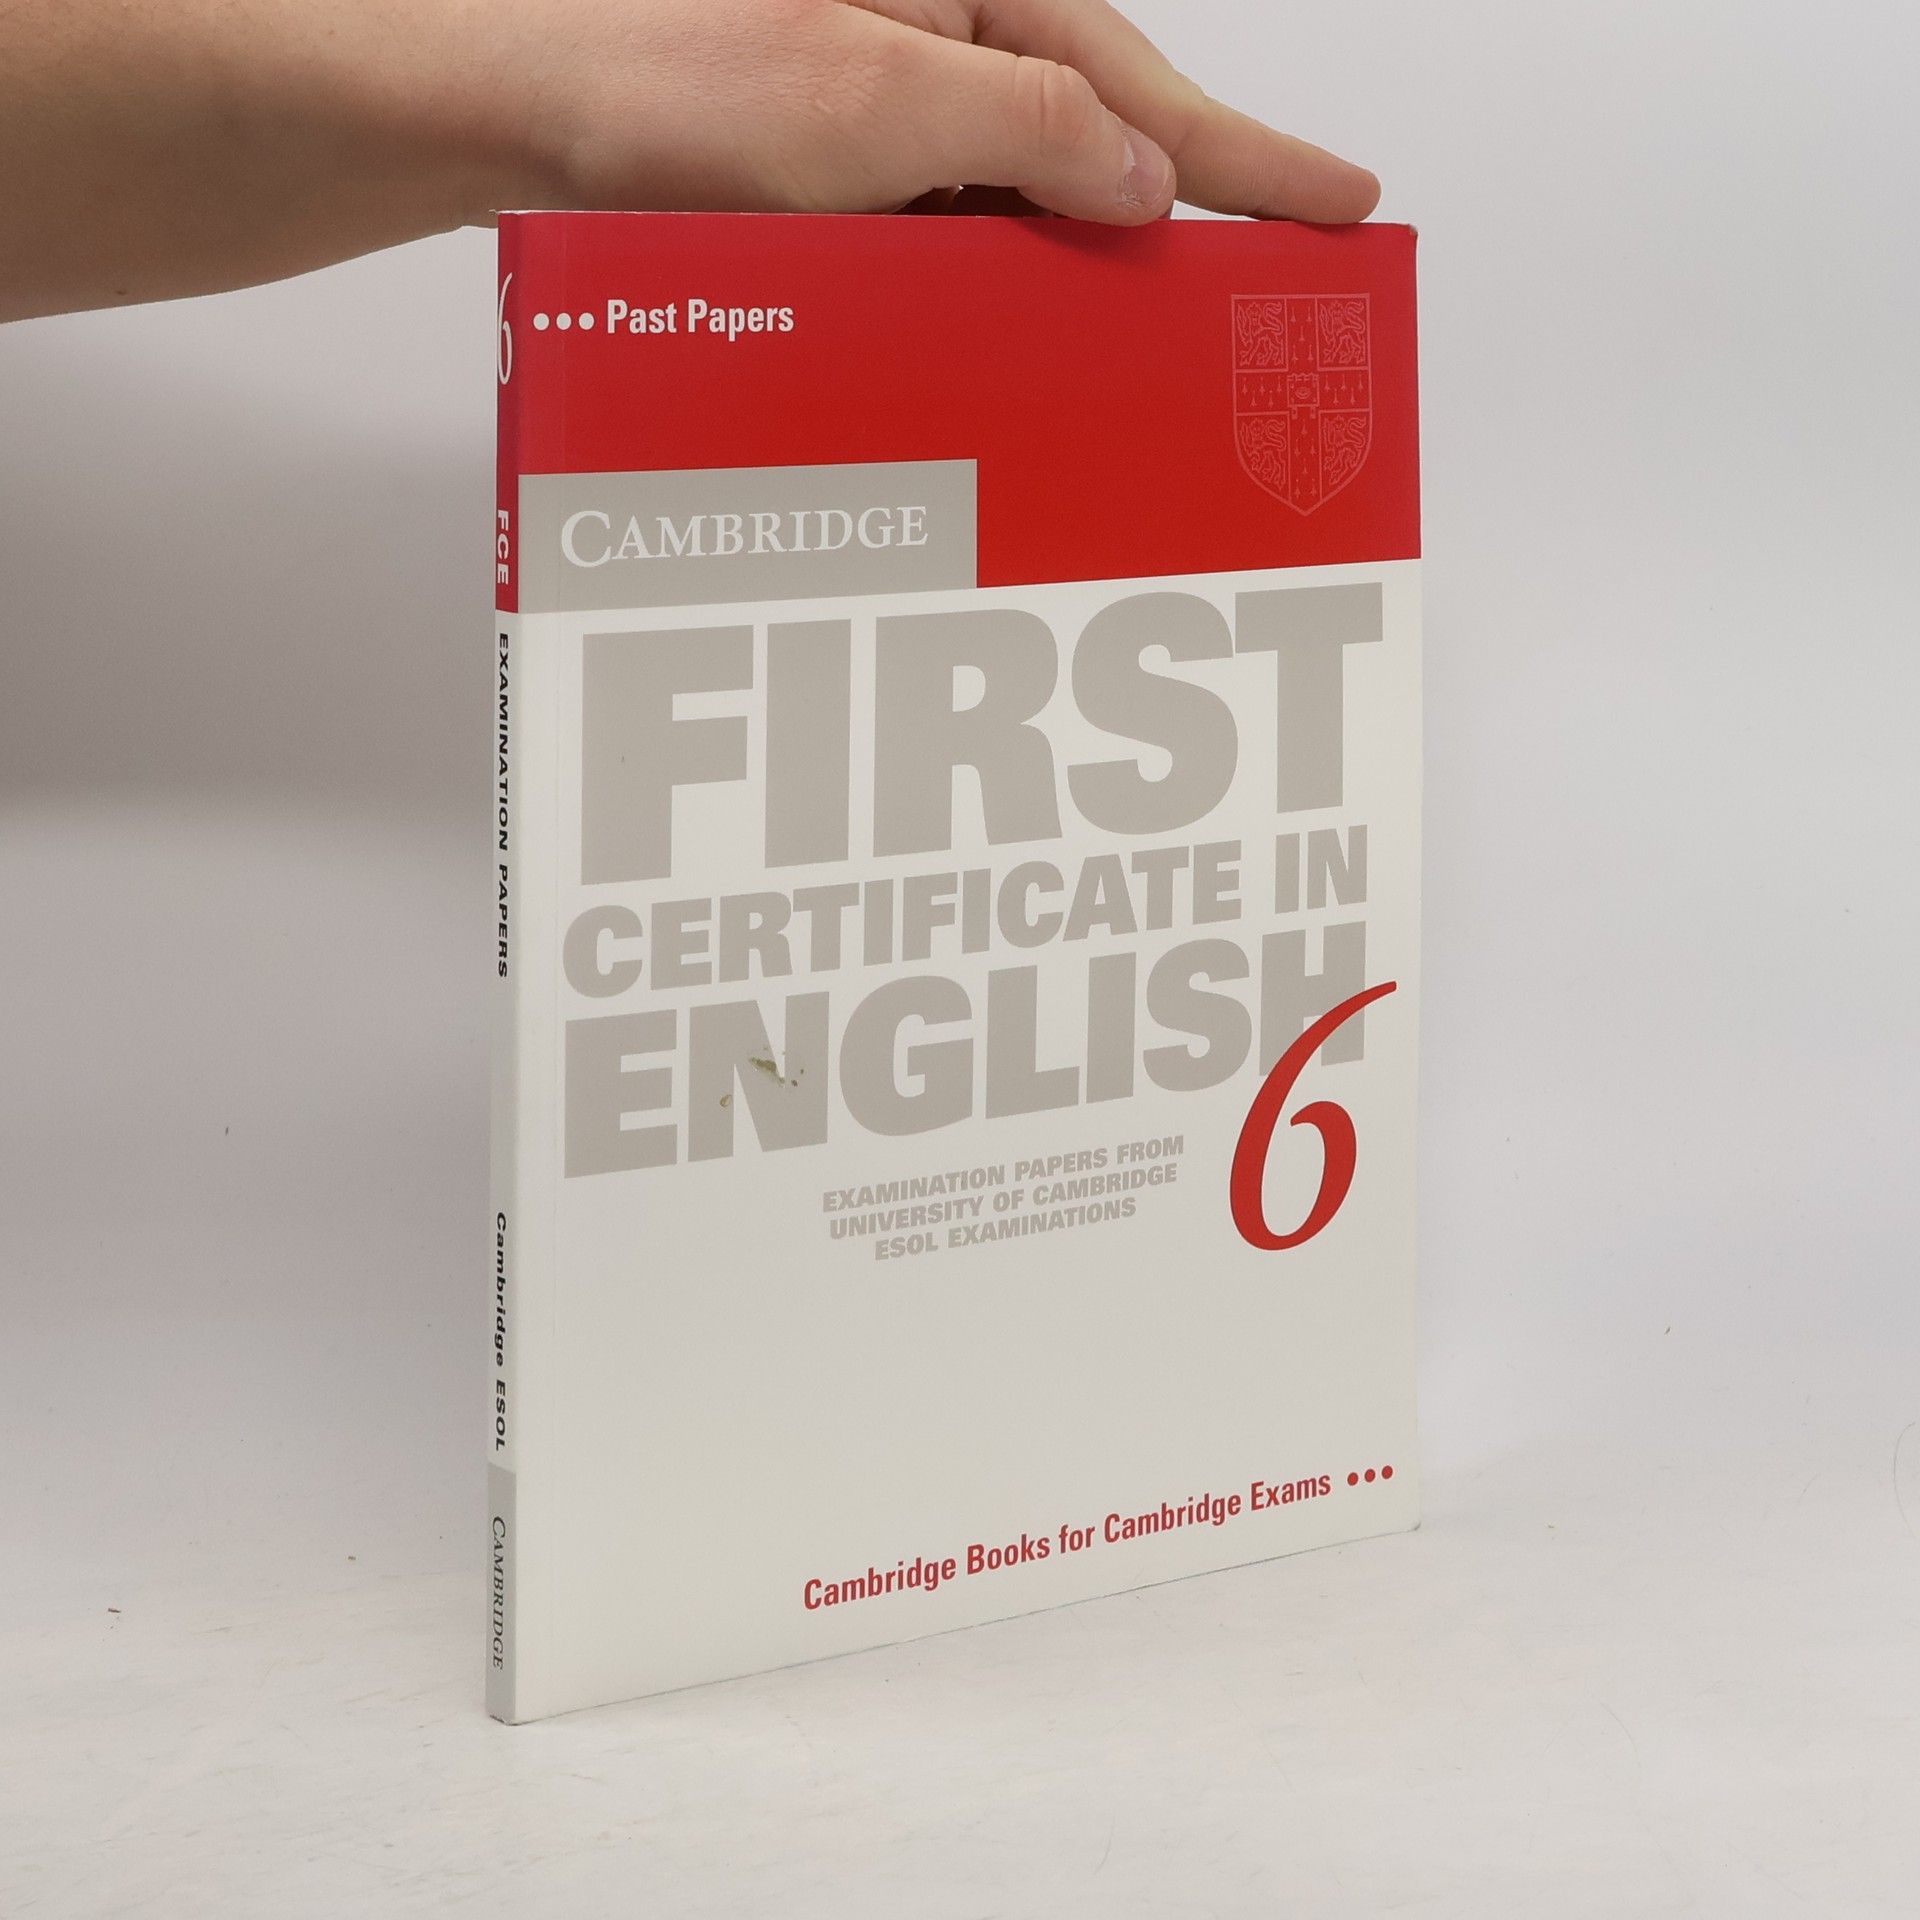 ••• Past Papers
CAMBRIDGE
FIRST
CERTIFICATE IN
ENGLISH
6
EXAMINATION PAPERS FROM
UNIVERSITY OF CAMBRIDGE
ESOL EXAMINATIONS
Cambridge Books for Cambridge Exams •••
6 FCE EXAMINATION PAPERS Cambridge ESOL CAMBRIDGE